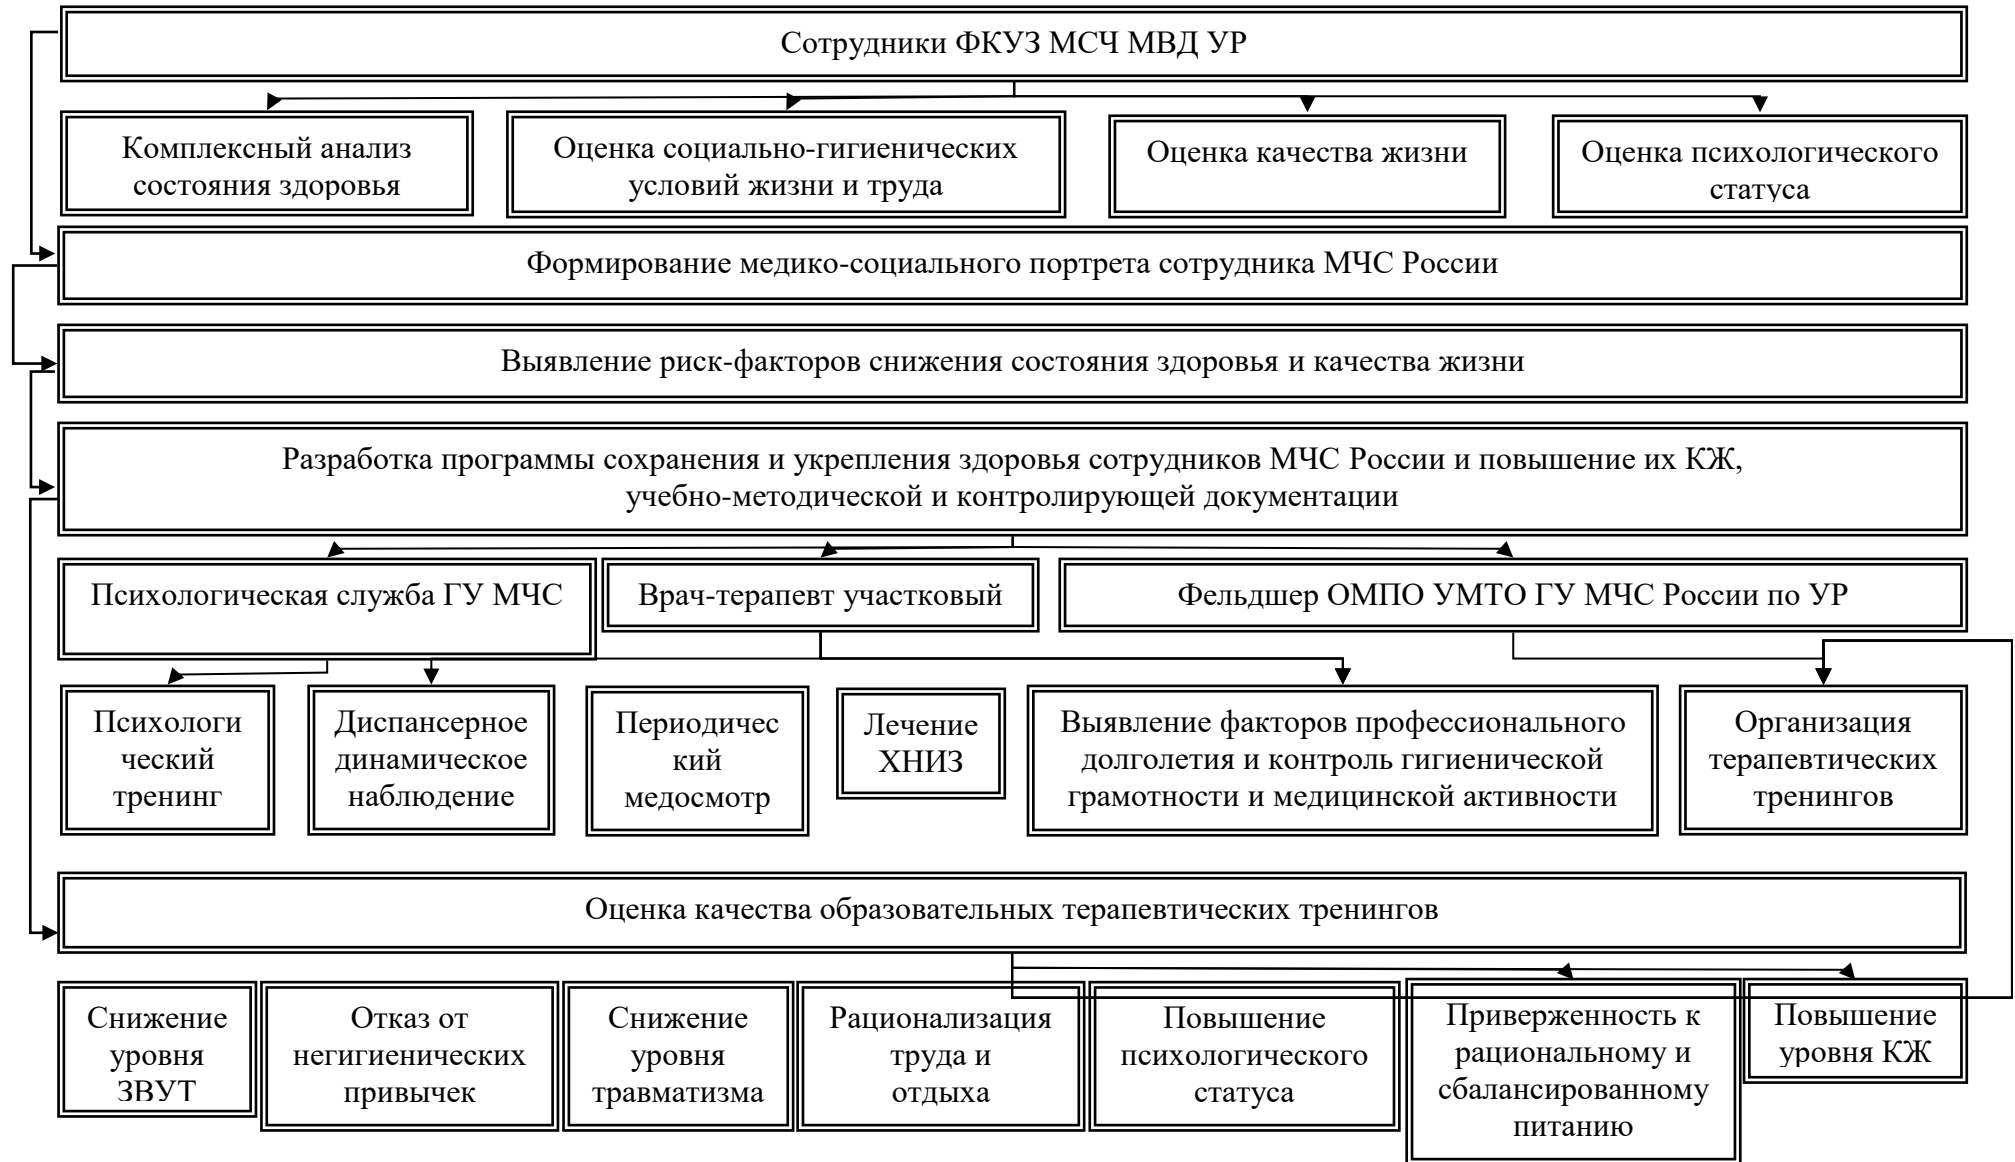 Сотрудники ФКУЗ МСЧ МВД УР
Комплексный анализ
состояния здоровья
Оценка социально-гигиенических
условий жизни и труда
Оценка качества жизни
Оценка психологического
статуса
Формирование медико-социального портрета сотрудника МЧС России
Выявление риск-факторов снижения состояния здоровья и качества жизни
Разработка программы сохранения и укрепления здоровья сотрудников МЧС России и повышение их КЖ,
учебно-методической и контролирующей документации
Психологическая служба ГУ МЧС
Врач-терапевт участковый
Фельдшер ОМПО УМТО ГУ МЧС России по УР
Психологи
ческий
тренинг
Диспансерное
динамическое
наблюдение
Периодичес
кий
медосмотр
Лечение
ХНИЗ
Выявление факторов профессионального
долголетия и контроль гигиенической
грамотности и медицинской активности
Организация
терапевтических
тренингов
Оценка качества образовательных терапевтических тренингов
Снижение
уровня
ЗВУТ
Отказ от
негигиенических
привычек
Снижение
уровня
травматизма
Рационализация
труда и
отдыха
Повышение
психологического
статуса
Приверженность к
рациональному и
сбалансированному
питанию
Повышение
уровня КЖ